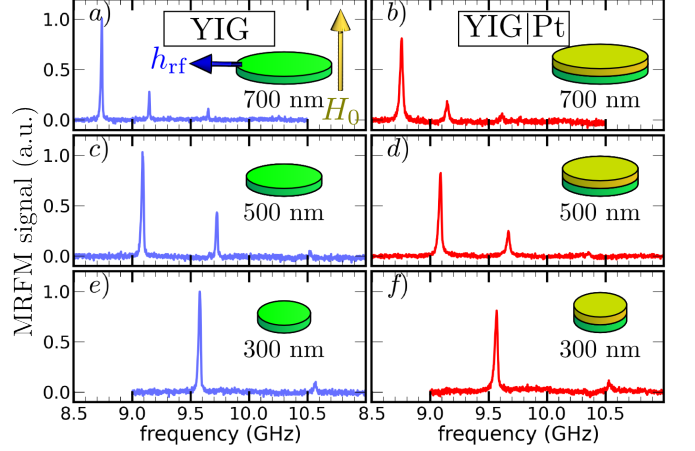 MRFM signal (a.u.)
a)
YIG
h_rf
700 nm
H_0
1.0
0.5
0.0
b)
YIG|Pt
700 nm
c)
500 nm
1.0
0.5
0.0
d)
500 nm
e)
300 nm
1.0
0.5
0.0
f)
300 nm
8.5 9.0 9.5 10.0 10.5
9.0 9.5 10.0 10.5
frequency (GHz)
frequency (GHz)